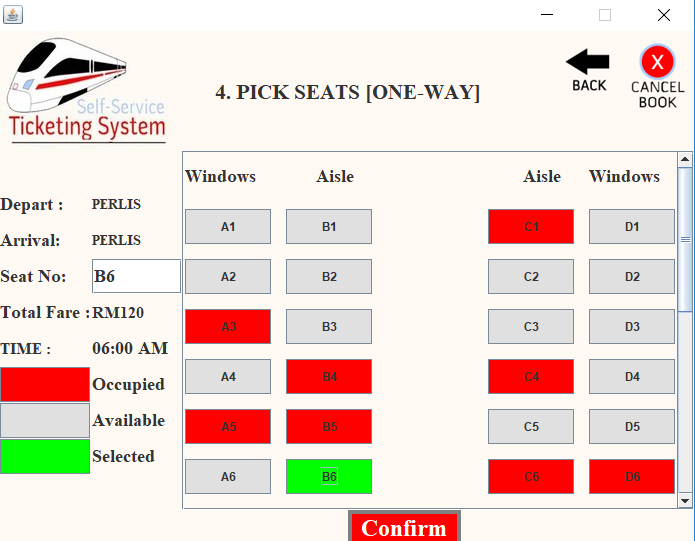 Self-Service
Ticketing System
4. PICK SEATS [ONE-WAY]
X
BACK
CANCEL
BOOK
Depart : PERLIS
Arrival: PERLIS
Seat No: B6
Total Fare : RM120
TIME : 06:00 AM
Occupied
Available
Selected
Windows Aisle Aisle Windows
A1 B1 C1 D1
A2 B2 C2 D2
A3 B3 C3 D3
A4 B4 C4 D4
A5 B5 C5 D5
A6 B6 C6 D6
Confirm